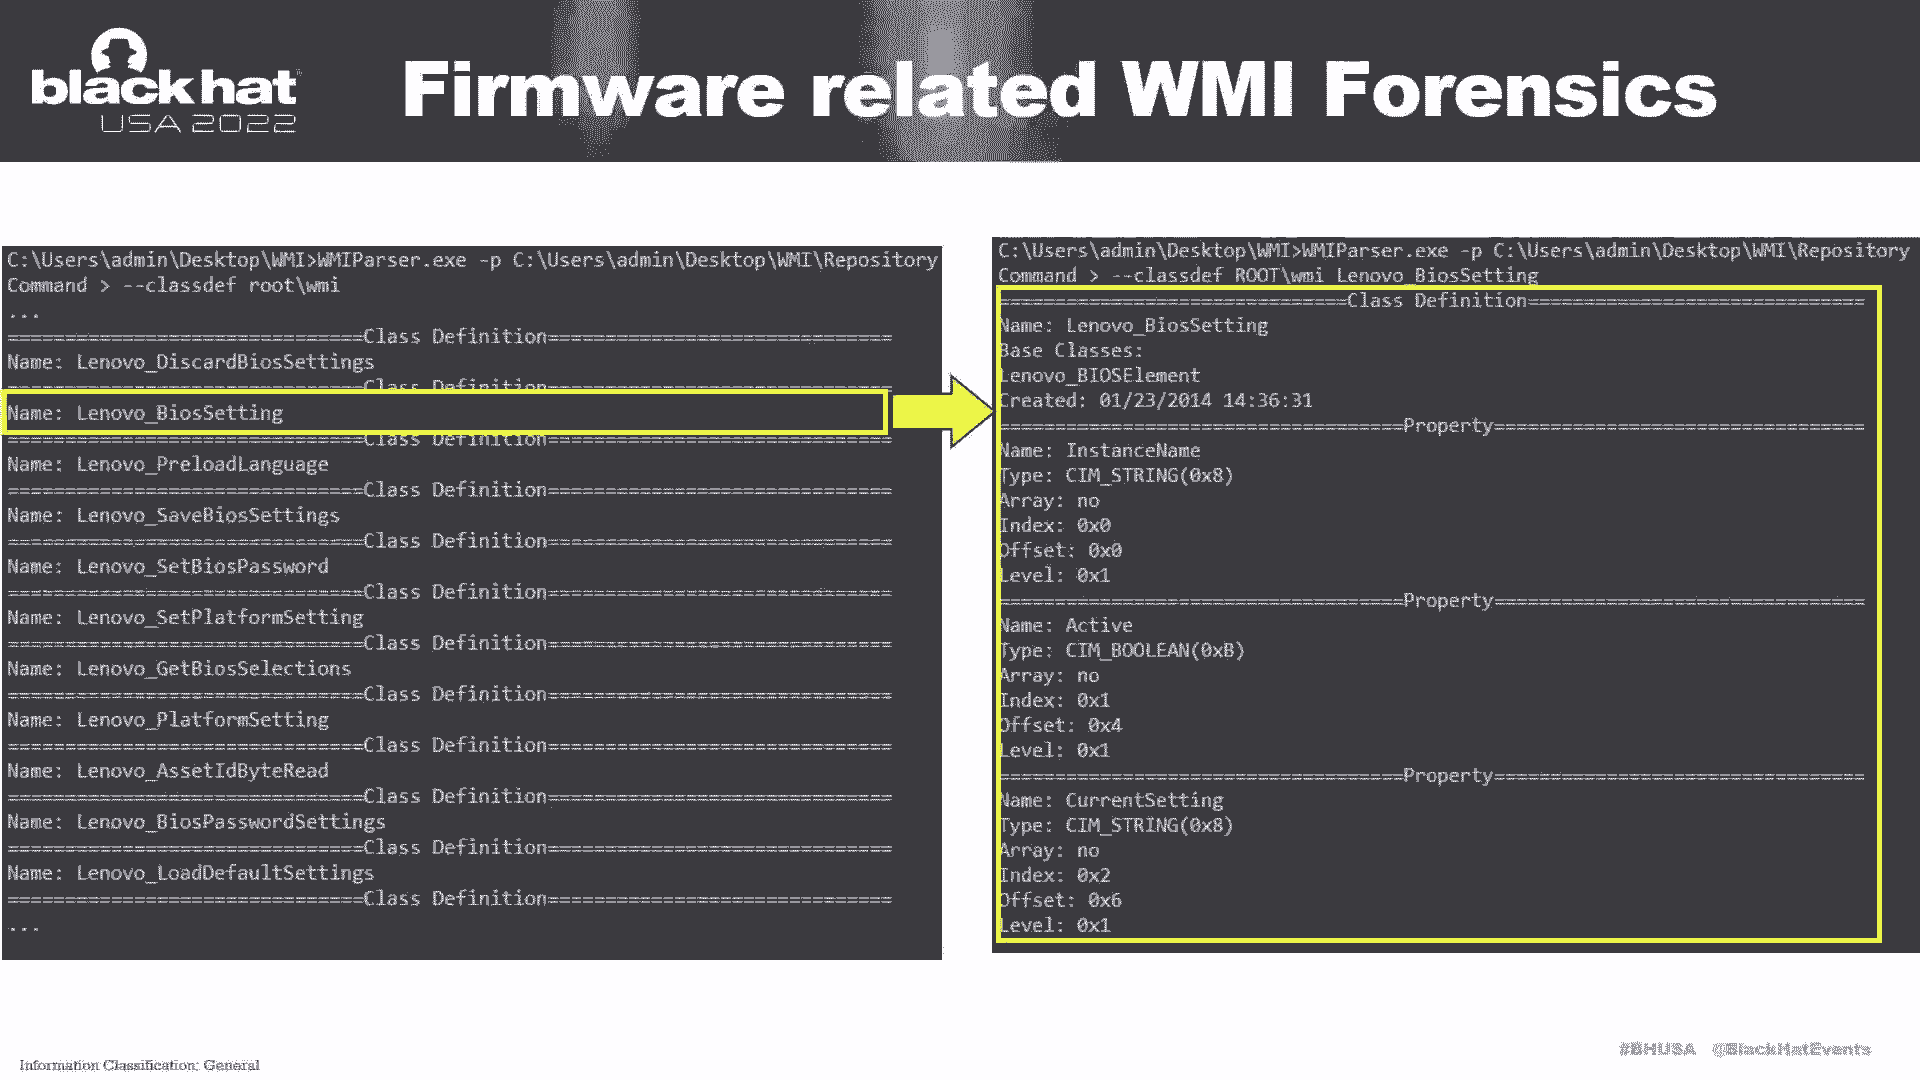 black hat
USA 2022
Firmware related WMI Forensics
C:\Users\admin\Desktop\WMI>WMIParser.exe -p C:\Users\admin\Desktop\WMI\Repository
Command > --classdef root\wmi
...
===============================Class Definition==============================
Name: Lenovo_DiscardBiosSettings
===============================Class Definition==============================
Name: Lenovo_BiosSetting
===============================Class Definition==============================
Name: Lenovo_PreloadLanguage
===============================Class Definition==============================
Name: Lenovo_SaveBiosSettings
===============================Class Definition==============================
Name: Lenovo_SetBiosPassword
===============================Class Definition==============================
Name: Lenovo_SetPlatformSetting
===============================Class Definition==============================
Name: Lenovo_GetBiosSelections
===============================Class Definition==============================
Name: Lenovo_PlatformSetting
===============================Class Definition==============================
Name: Lenovo_AssetIdByteRead
===============================Class Definition==============================
Name: Lenovo_BiosPasswordSettings
===============================Class Definition==============================
Name: Lenovo_LoadDefaultSettings
===============================Class Definition==============================
...
C:\Users\admin\Desktop\WMI>WMIParser.exe -p C:\Users\admin\Desktop\WMI\Repository
Command > --classdef ROOT\wmi Lenovo_BiosSetting
===============================Class Definition==============================
Name: Lenovo_BiosSetting
Base Classes:
Lenovo_BIOSElement
Created: 01/23/2014 14:36:31
====================================Property=================================
Name: InstanceName
Type: CIM_STRING(0x8)
Array: no
Index: 0x0
Offset: 0x0
Level: 0x1
====================================Property=================================
Name: Active
Type: CIM_BOOLEAN(0xB)
Array: no
Index: 0x1
Offset: 0x4
Level: 0x1
====================================Property=================================
Name: CurrentSetting
Type: CIM_STRING(0x8)
Array: no
Index: 0x2
Offset: 0x6
Level: 0x1
#BHUSA @BlackHatEvents
Information Classification: General